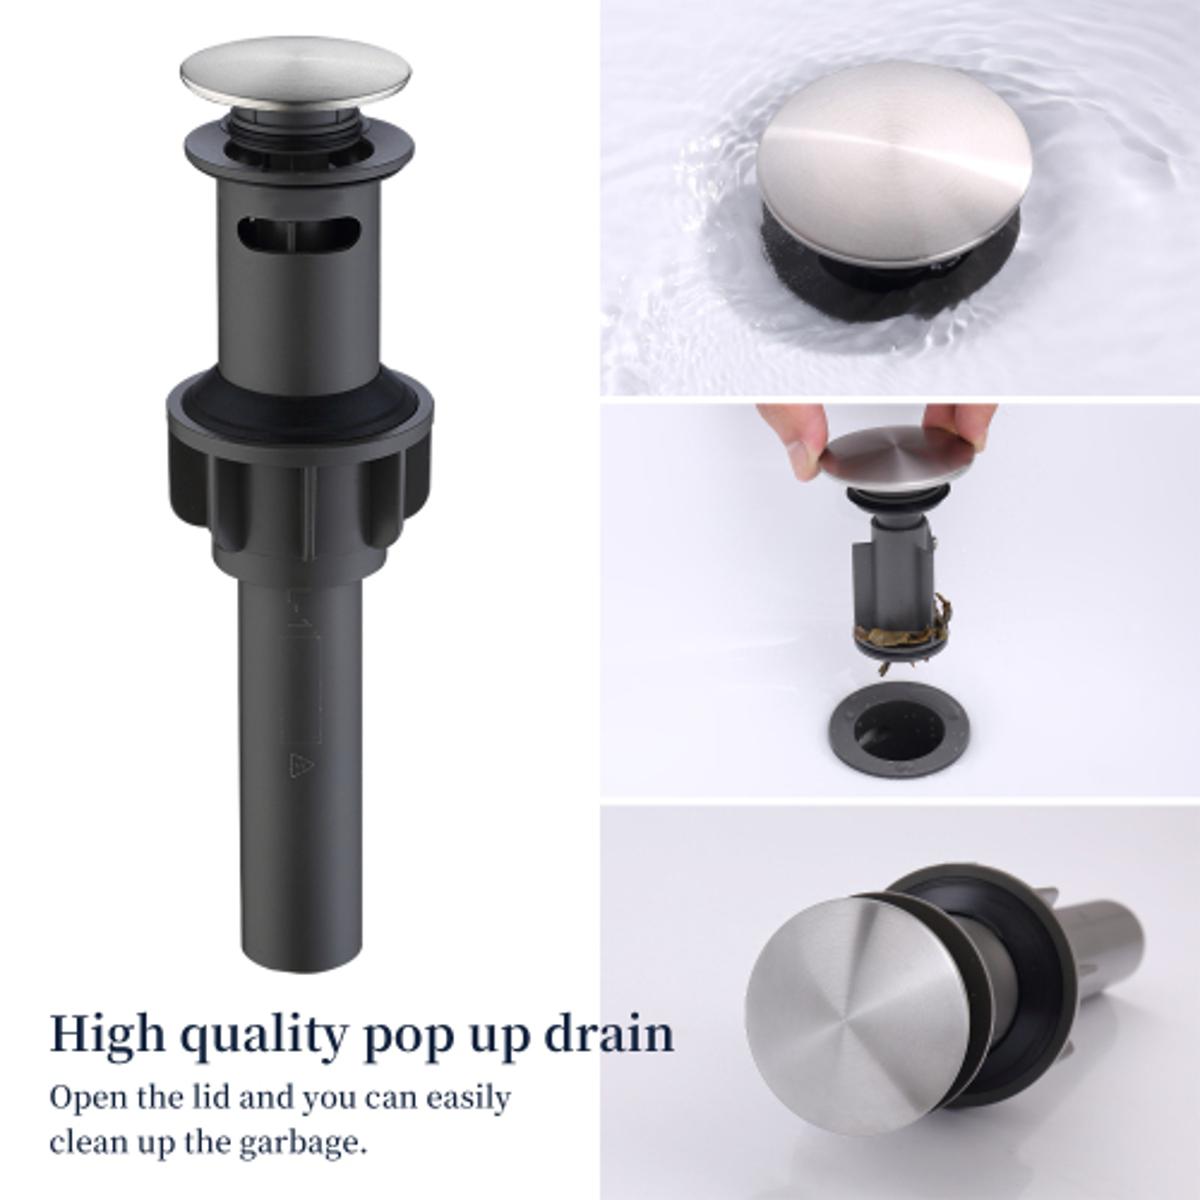 High quality pop up drain
Open the lid and you can easily
clean up the garbage.